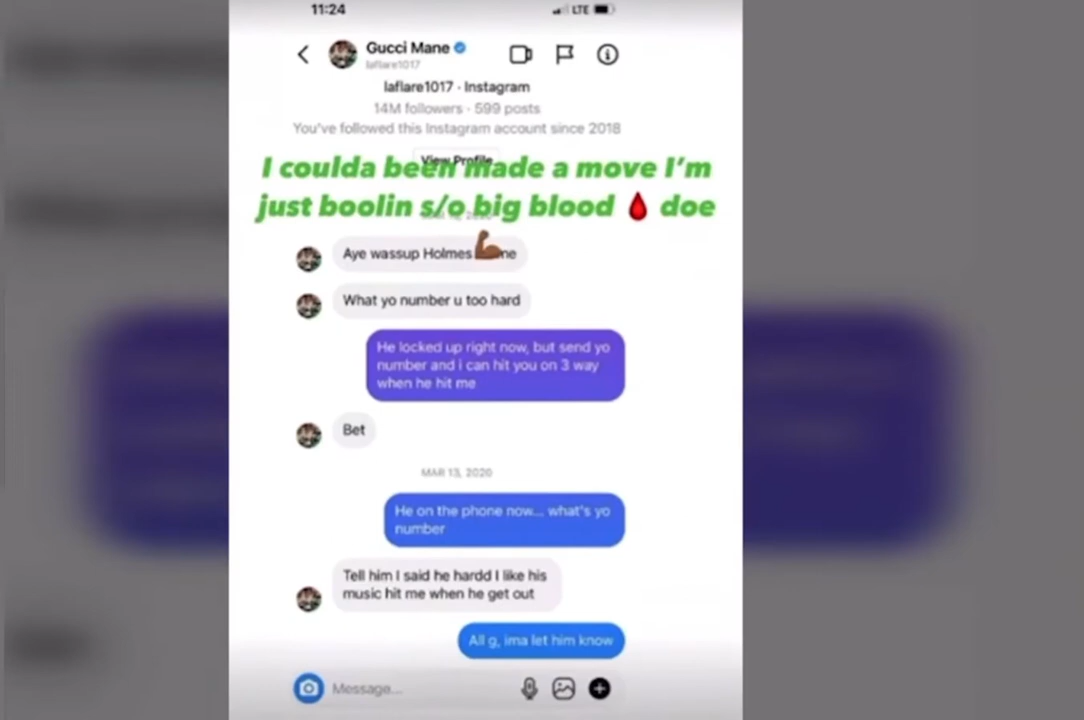 11:24
LTE
Gucci Mane
laflare1017
laflare1017 · Instagram
14M followers · 599 posts
You've followed this Instagram account since 2018
View Profile
I coulda been made a move I'm
just boolin s/o big blood 🩸 doe
💪🏾
Aye wassup Holmes
What yo number u too hard
He locked up right now, but send yo
number and i can hit you on 3 way
when he hit me
Bet
MAR 13, 2020
He on the phone now... what's yo
number
Tell him I said he hardd I like his
music hit me when he get out
All g, ima let him know
Message...